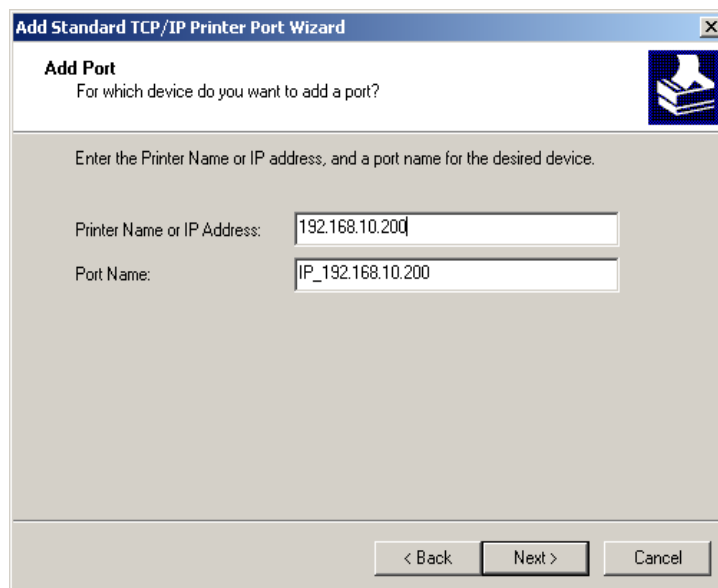 Add Standard TCP/IP Printer Port Wizard
Add Port
For which device do you want to add a port?
Enter the Printer Name or IP address, and a port name for the desired device.
Printer Name or IP Address: 192.168.10.200
Port Name: IP_192.168.10.200
< Back Next > Cancel